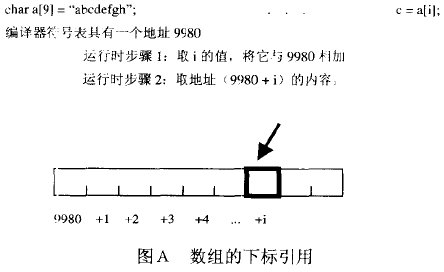 char a[9] = “abcdefgh”; . . . c = a[i];
编译器符号表具有一个地址 9980
运行时步骤 1：取 i 的值，将它与 9980 相加
运行时步骤 2：取地址（9980 + i）的内容。
9980 +1 +2 +3 +4 ... +i
图 A 数组的下标引用